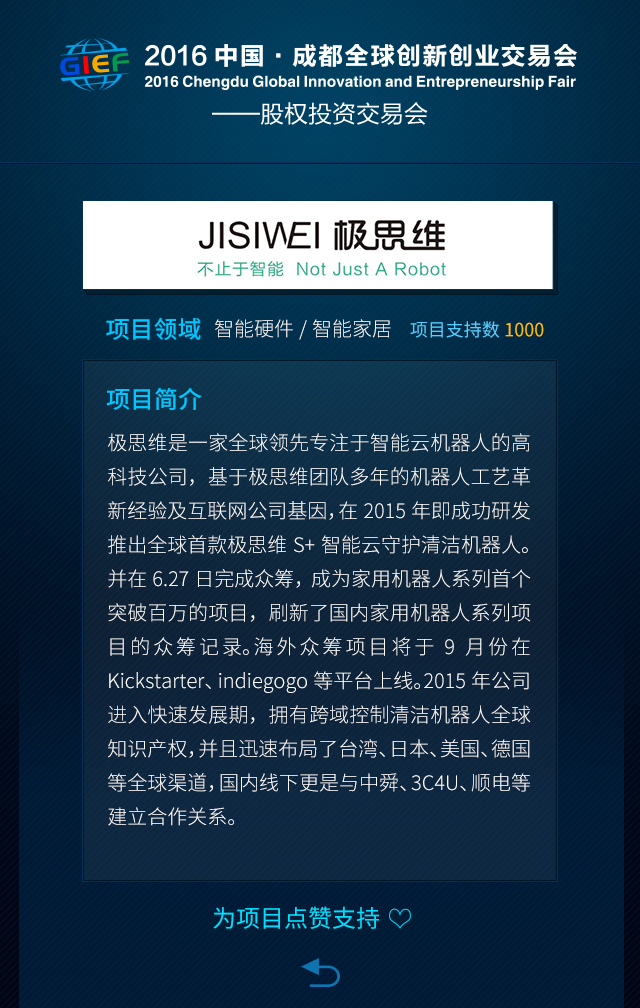 GIEF
2016 中国·成都全球创新创业交易会
2016 Chengdu Global Innovation and Entrepreneurship Fair
——股权投资交易会
JISIWEI 极思维
不止于智能 Not Just A Robot
项目领域 智能硬件 / 智能家居 项目支持数 1000
项目简介
极思维是一家全球领先专注于智能云机器人的高
科技公司，基于极思维团队多年的机器人工艺革
新经验及互联网公司基因,在 2015 年即成功研发
推出全球首款极思维 S+ 智能云守护清洁机器人。
并在 6.27 日完成众筹，成为家用机器人系列首个
突破百万的项目，刷新了国内家用机器人系列项
目的众筹记录。海外众筹项目将于 9 月份在
Kickstarter、indiegogo 等平台上线。2015 年公司
进入快速发展期，拥有跨域控制清洁机器人全球
知识产权,并且迅速布局了台湾、日本、美国、德国
等全球渠道,国内线下更是与中舜、3C4U、顺电等
建立合作关系。
为项目点赞支持